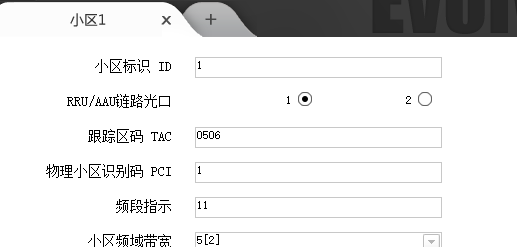 小区1 × +
小区标识 ID 1
RRU/AAU链路光口 1 2
跟踪区码 TAC 0506
物理小区识别码 PCI 1
频段指示 11
小区频域带宽 5[2]